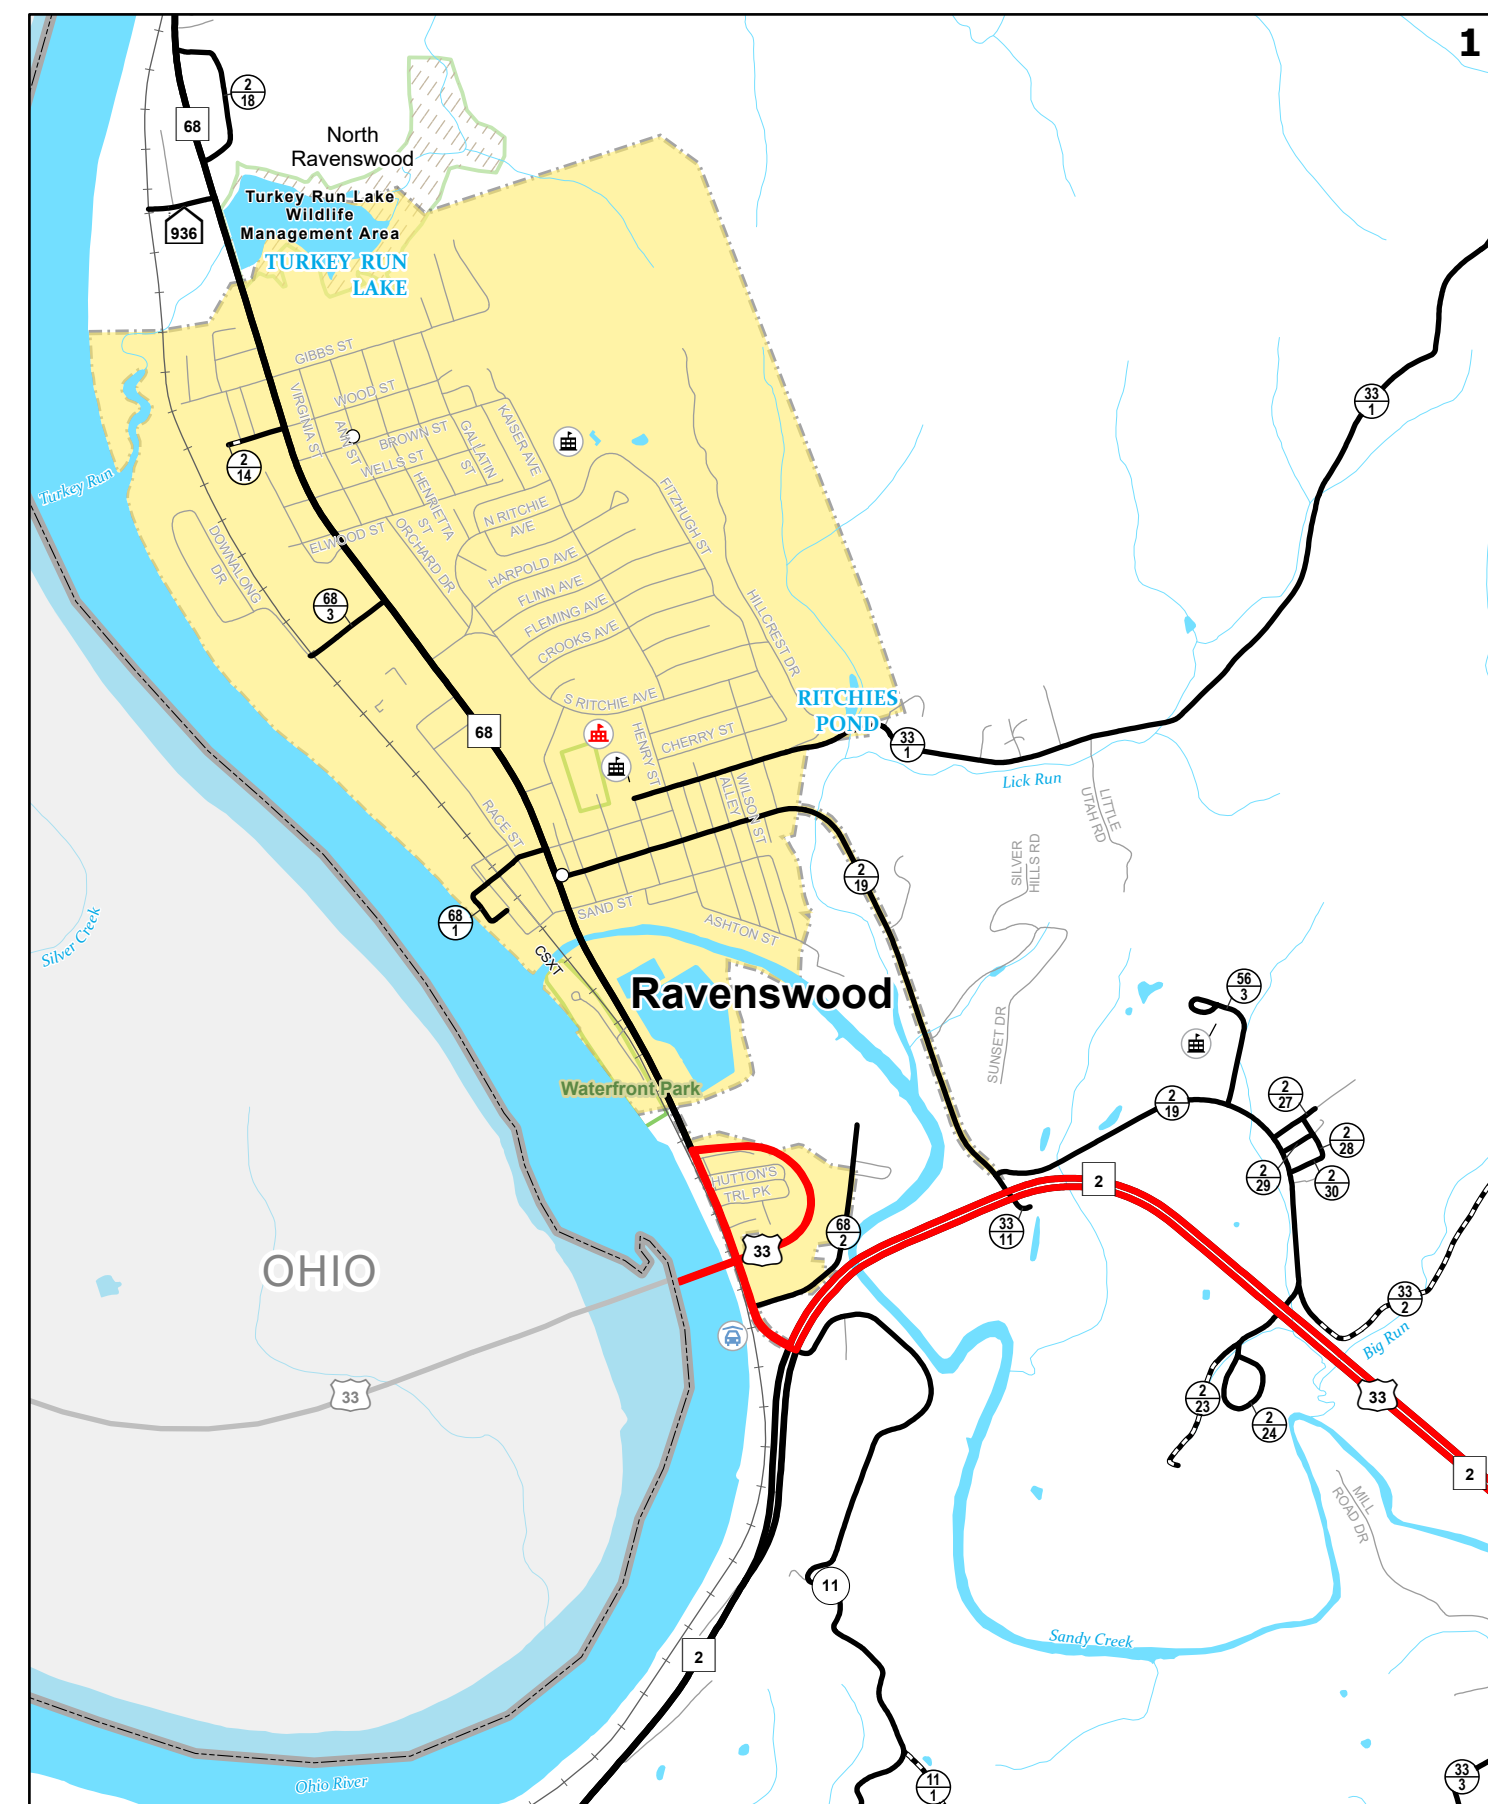 1
2
18
68
North
Ravenswood
Turkey Run Lake
Wildlife
Management Area
936
TURKEY RUN
LAKE
GIBBS ST
WOOD ST
VIRGINIA ST
ANN ST
BROWN ST
KAISER AVE
GALLATIN
ST
WELLS ST
2
14
33
1
Turkey Run
HENRIETTA
ST
N RITCHIE
AVE
FITZHUGH ST
ELWOOD ST
ORCHARD DR
DOWNALONG
DR
HARPOLD AVE
FLINN AVE
FLEMING AVE
CROOKS AVE
68
3
HILLCREST DR
S RITCHIE AVE
RITCHIES
POND
68
HENRY ST
CHERRY ST
33
1
Lick Run
LITTLE
UTAH RD
WILSON ST
ALLEY
RACE ST
SILVER
HILLS RD
2
19
68
1
SAND ST
ASHTON ST
Silver Creek
CSXT
Ravenswood
56
3
SUNSET DR
Waterfront Park
2
19
2
27
2
28
2
29
2
30
HUTTON'S
TRL PK
2
68
2
33
11
33
OHIO
33
2
Big Run
33
33
2
23
2
24
2
MILL
ROAD DR
11
Sandy Creek
2
Ohio River
11
1
33
3